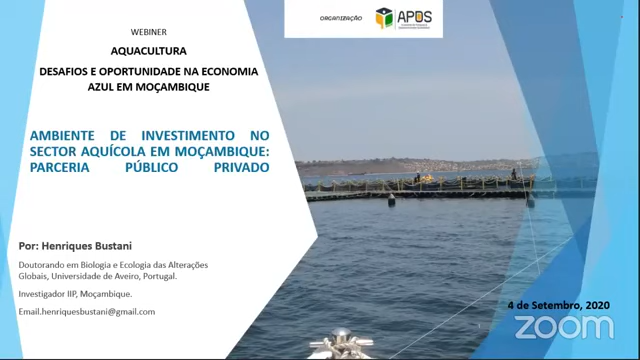 WEBINER
ORGANIZAÇÃO
APDS
AQUACULTURA
DESAFIOS E OPORTUNIDADE NA ECONOMIA
AZUL EM MOÇAMBIQUE
AMBIENTE DE INVESTIMENTO NO
SECTOR AQUÍCOLA EM MOÇAMBIQUE:
PARCERIA PÚBLICO PRIVADO
Por: Henriques Bustani
Doutorando em Biologia e Ecologia das Alterações
Globais, Universidade de Aveiro, Portugal.
Investigador IIP, Moçambique.
Email.henriquesbustani@gmail.com
4 de Setembro, 2020
zoom